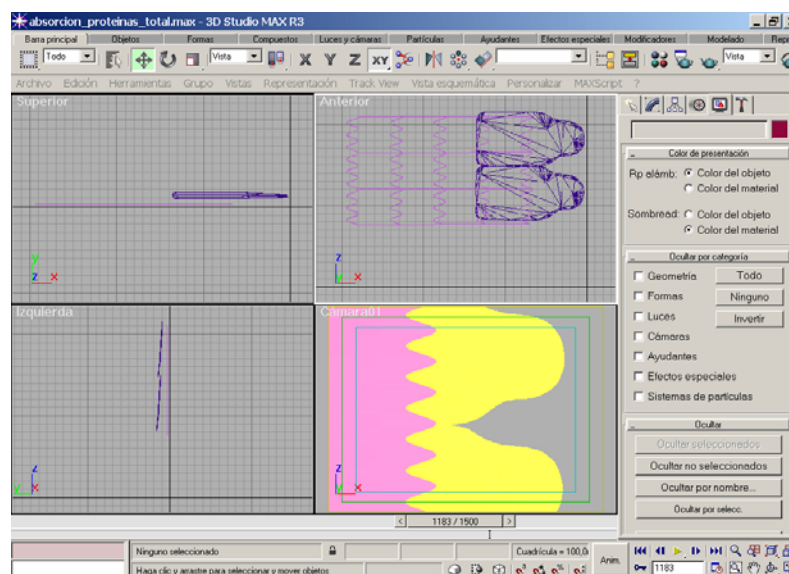 absorcion_proteinas_total.max - 3D Studio MAX R3
Barra principal Objetos Formas Compuestos Luces y cámaras Partículas Ayudantes Efectos especiales Modificadores Modelado
Todo Vista X Y Z XY Vista
Archivo Edición Herramientas Grupo Vistas Representación Track View Vista esquemática Personalizar MAXScript ?
Superior
Anterior
y
z x
z
y x
Izquierda
Cámara01
z
y x
z
y x
Color de presentación
Rp alámb: Color del objeto
Color del material
Sombread: Color del objeto
Color del material
Ocultar por categoría
Geometría Todo
Formas Ninguno
Luces Invertir
Cámaras
Ayudantes
Efectos especiales
Sistemas de partículas
Ocultar
Ocultar seleccionados
Ocultar no seleccionados
Ocultar por nombre...
Ocultar por selecc.
< 1183 / 1500 >
Ninguno seleccionado Cuadrícula = 100,0 Anim.
Haga clic y arrastre para seleccionar y mover objetos 1183